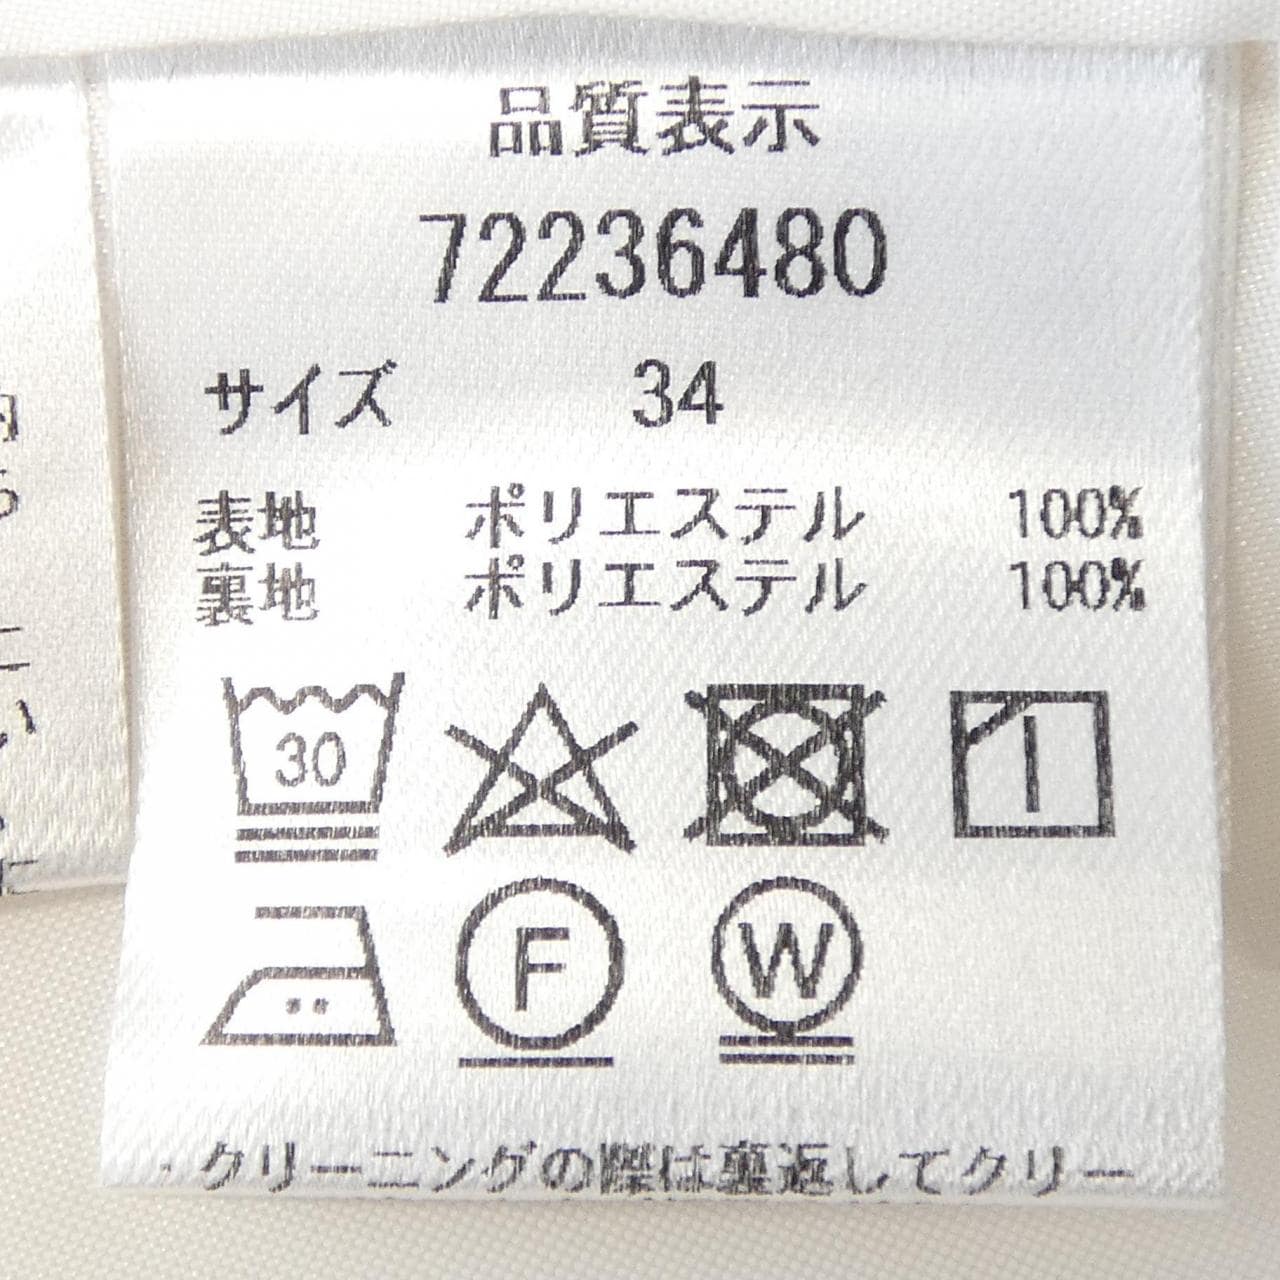 品質表示
72236480
サイズ 34
表地 ポリエステル 100%
裏地 ポリエステル 100%
30
F
W
・クリーニングの際は裏返してクリー